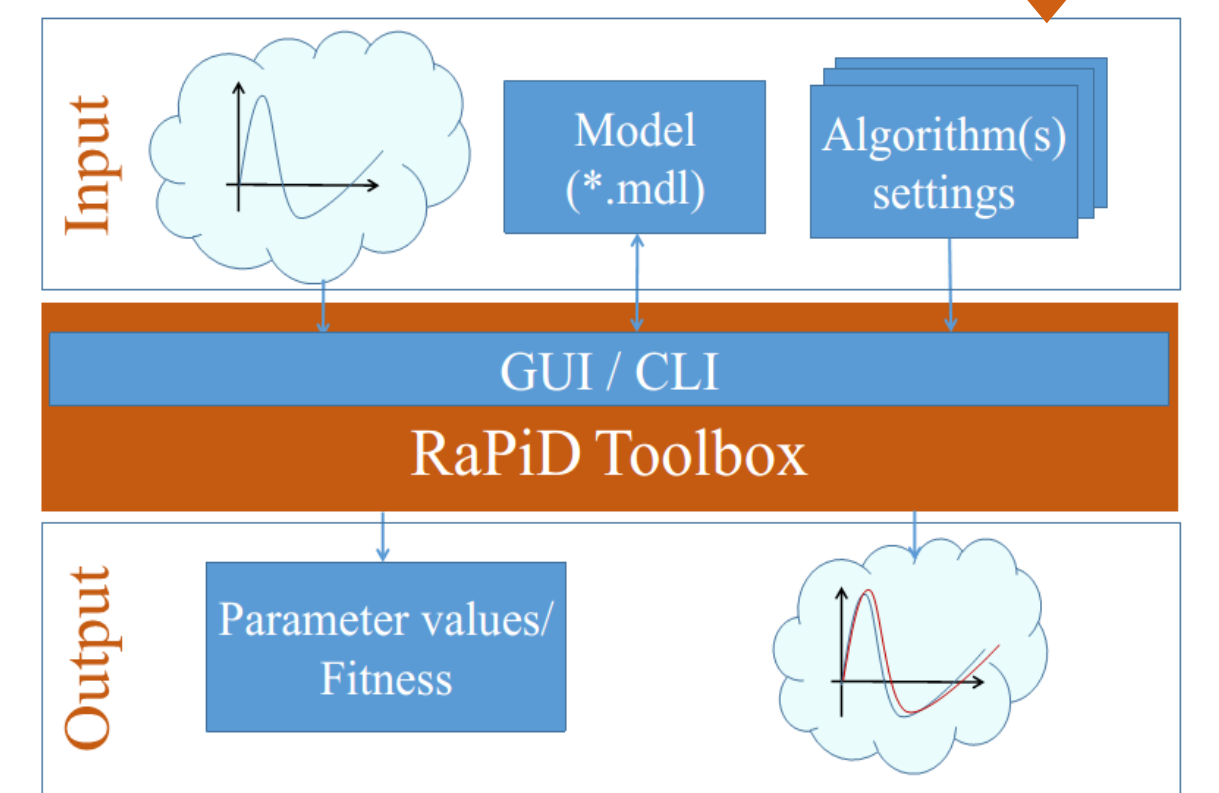 Input
Model
(*.mdl)
Algorithm(s)
settings
GUI / CLI
RaPiD Toolbox
Output
Parameter values/
Fitness